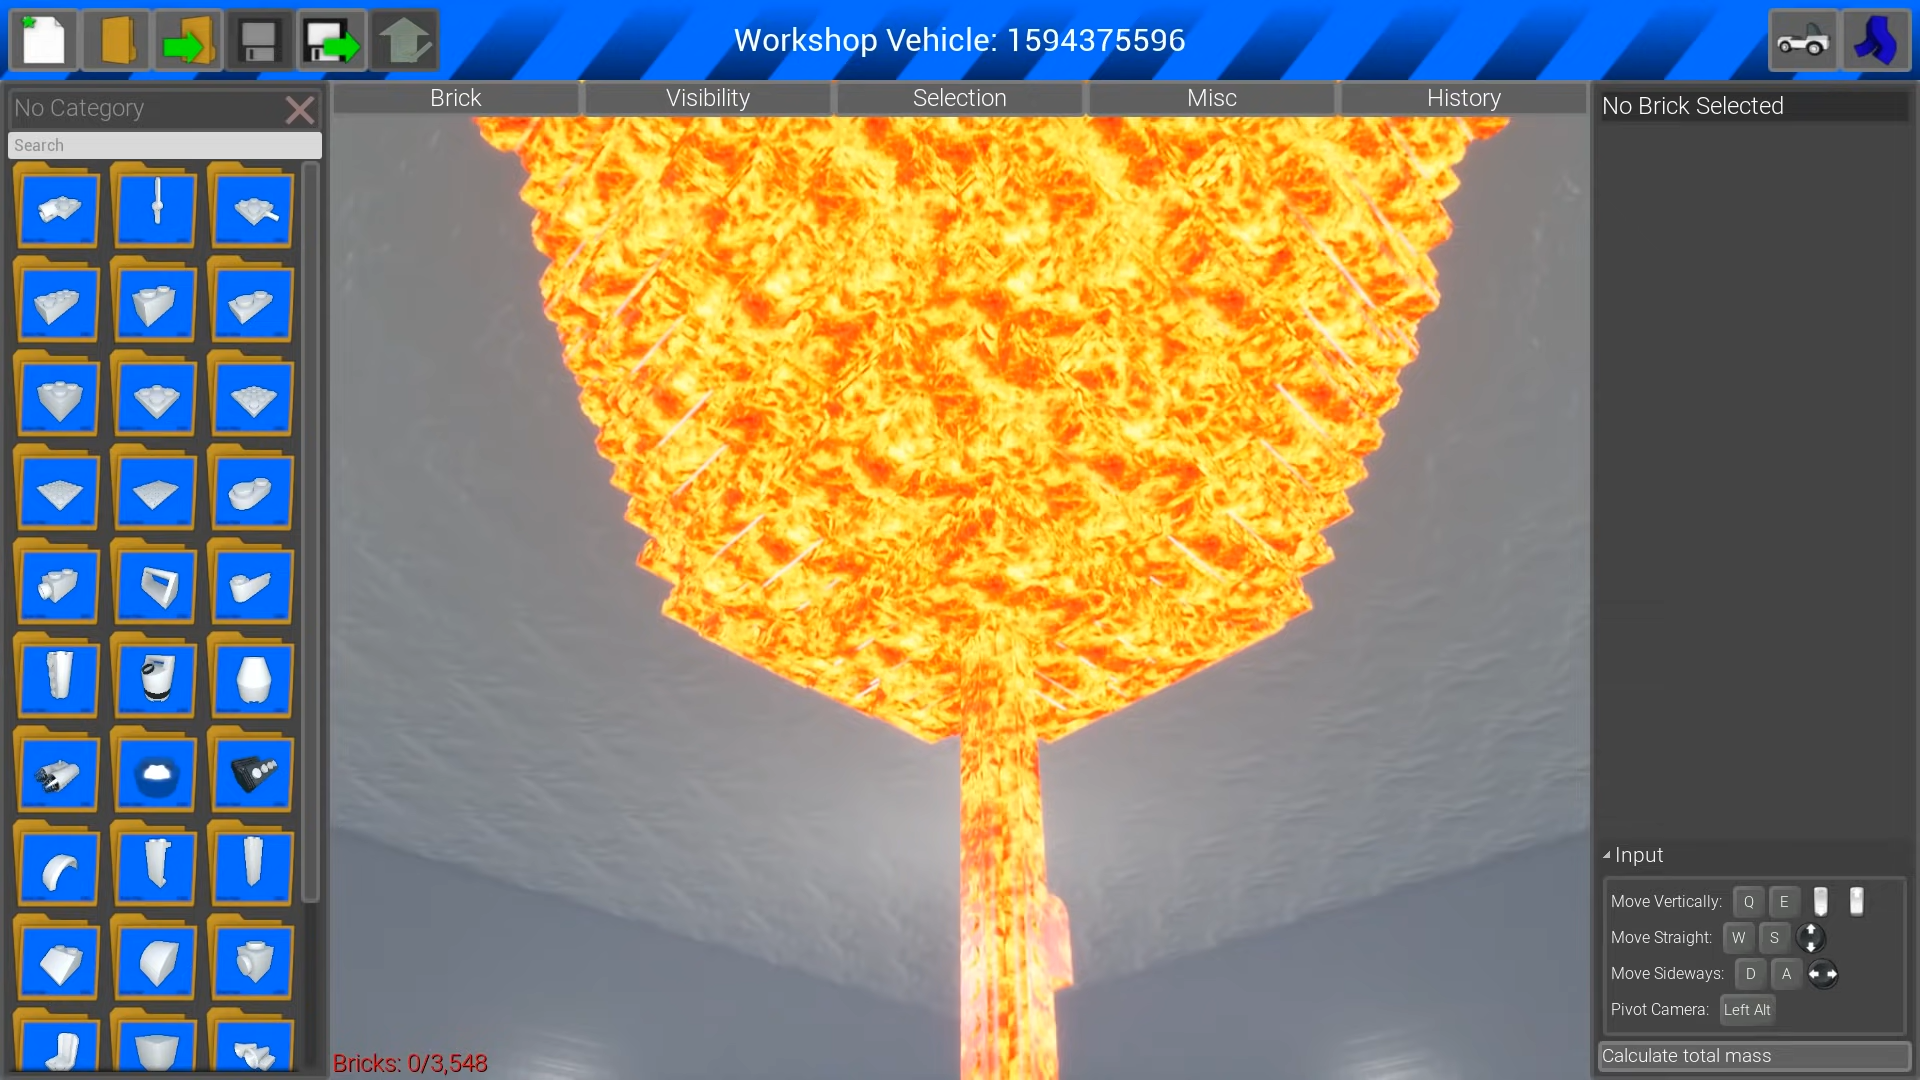 Workshop Vehicle: 1594375596
No Category
Search
Brick
Visibility
Selection
Misc
History
No Brick Selected
Input
Move Vertically: Q E
Move Straight: W S
Move Sideways: D A
Pivot Camera: Left Alt
Calculate total mass
Bricks: 0/3,548